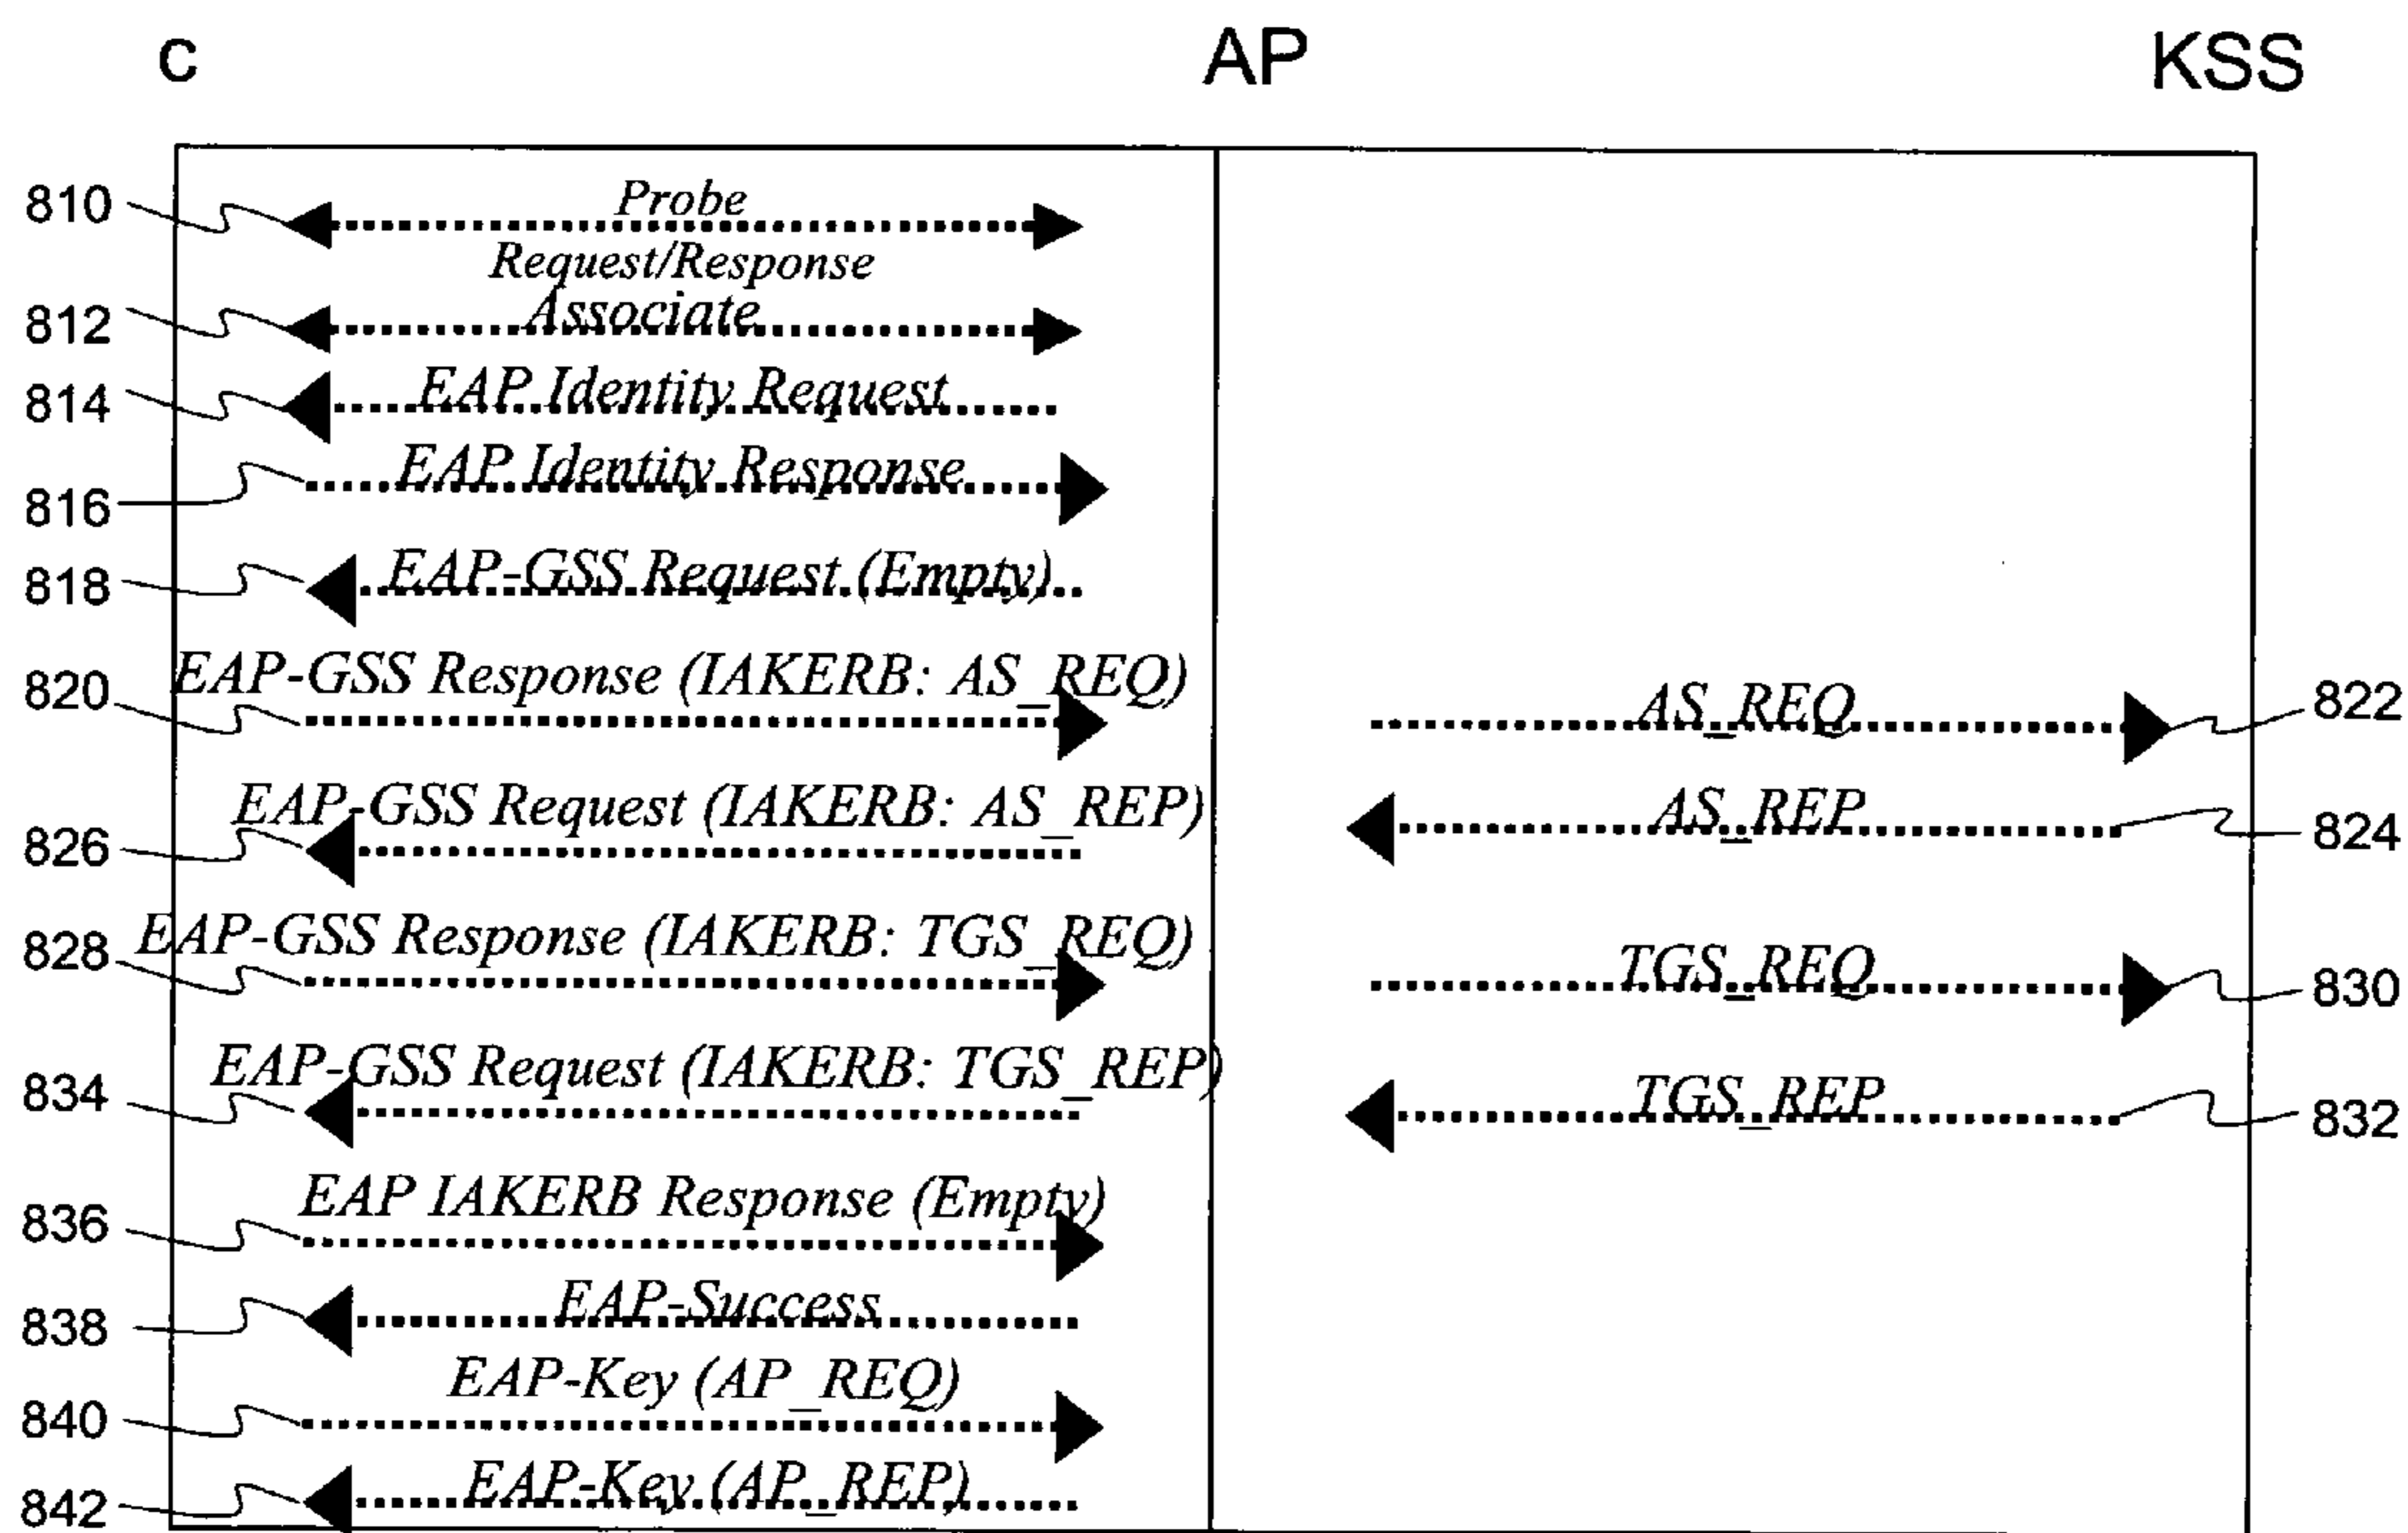 C AP KSS
810 Probe
Request/Response
812 Associate
814 EAP Identity Request
816 EAP Identity Response
818 EAP-GSS Request (Empty)
820 EAP-GSS Response (IAKERB: AS_REQ) AS_REQ 822
826 EAP-GSS Request (IAKERB: AS_REP) AS_REP 824
828 EAP-GSS Response (IAKERB: TGS_REQ) TGS_REQ 830
834 EAP-GSS Request (IAKERB: TGS_REP) TGS_REP 832
836 EAP IAKERB Response (Empty)
838 EAP-Success
840 EAP-Key (AP_REQ)
842 EAP-Key (AP_REP)